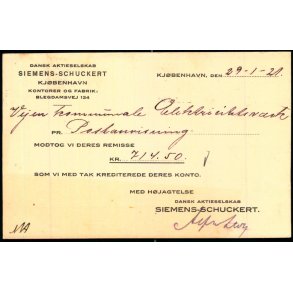 DANSK AKTIESELSKAB
SIEMENS-SCHUCKERT
KJØBENHAVN
KONTORER OG FABRIK:
BLEGDAMSVEJ 124
KJØBENHAVN, DEN 29-1-21
Vejen Kommunale Elektricitetsværk
PR. Postanvisning
MODTOG VI DERES REMISSE
KR. 714.50.
SOM VI MED TAK KREDITEREDE DERES KONTO.
MED HØJAGTELSE
DANSK AKTIESELSKAB
SIEMENS-SCHUCKERT.